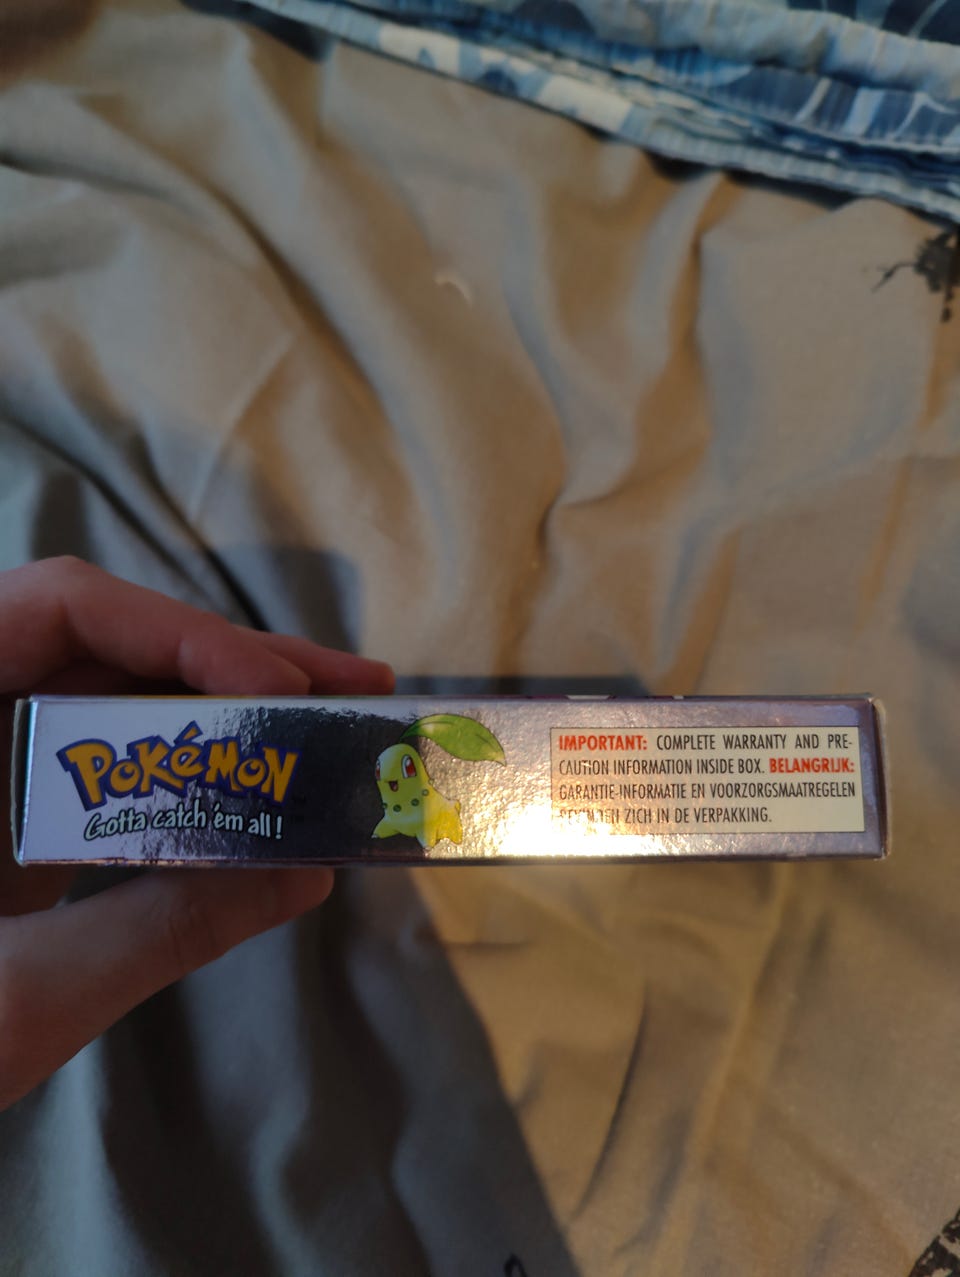 POKéMON
Gotta catch 'em all!
IMPORTANT: COMPLETE WARRANTY AND PRE-
CAUTION INFORMATION INSIDE BOX. BELANGRIJK:
GARANTIE-INFORMATIE EN VOORZORGSMAATREGELEN
ZICH IN DE VERPAKKING.